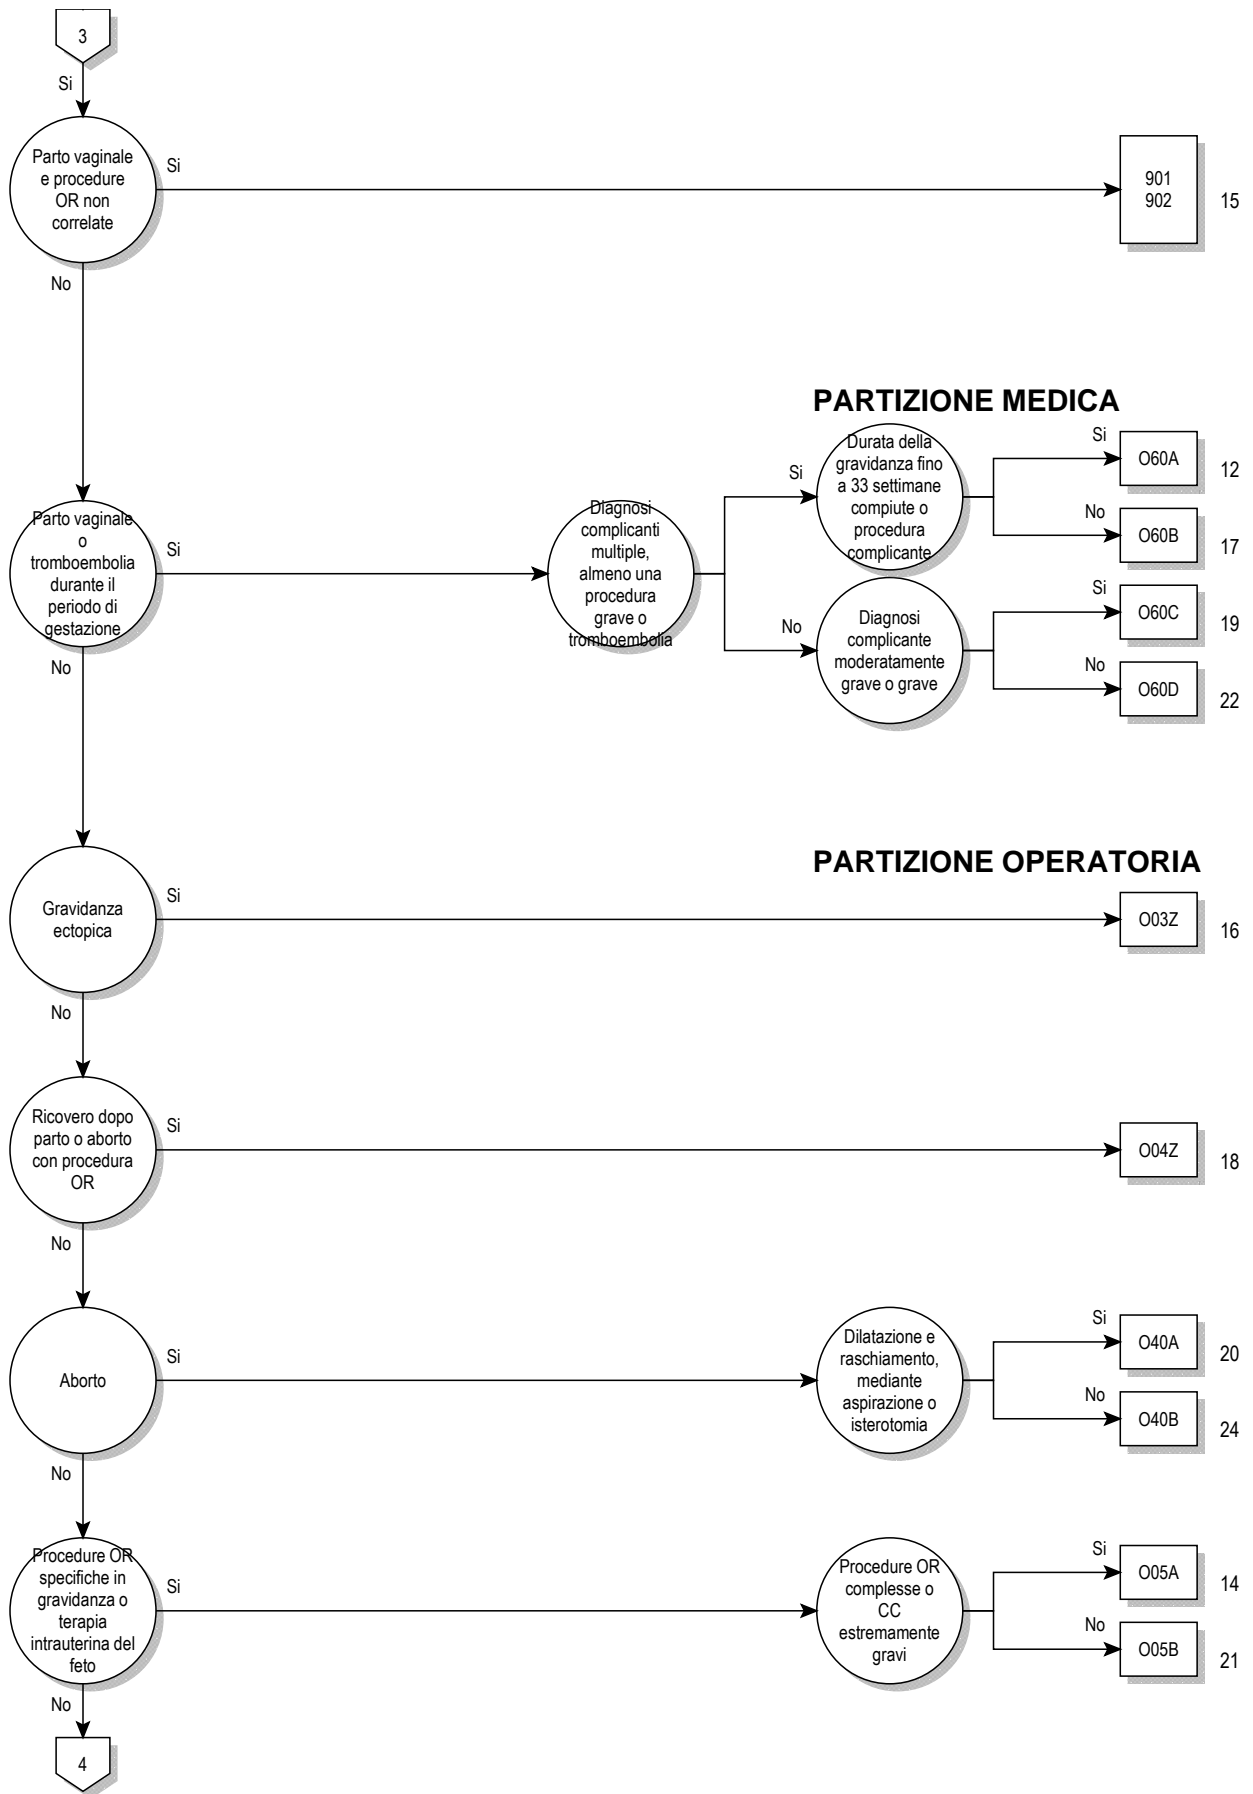 3
Si
Parto vaginale
e procedure
OR non
correlate
Si
901
902
15
No
PARTIZIONE MEDICA
Parto vaginale
o
tromboembolia
durante il
periodo di
gestazione
Si
Diagnosi
complicanti
multiple,
almeno una
procedura
grave o
tromboembolia
Si
Durata della
gravidanza fino
a 33 settimane
compiute o
procedura
complicante
Si
O60A
12
No
O60B
17
No
Diagnosi
complicante
moderatamente
grave o grave
Si
O60C
19
No
O60D
22
No
PARTIZIONE OPERATORIA
Gravidanza
ectopica
Si
O03Z
16
No
Ricovero dopo
parto o aborto
con procedura
OR
Si
O04Z
18
No
Aborto
Si
Dilatazione e
raschiamento,
mediante
aspirazione o
isterotomia
Si
O40A
20
No
O40B
24
No
Procedure OR
specifiche in
gravidanza o
terapia
intrauterina del
feto
Si
Procedure OR
complesse o
CC
estremamente
gravi
Si
O05A
14
No
O05B
21
No
4